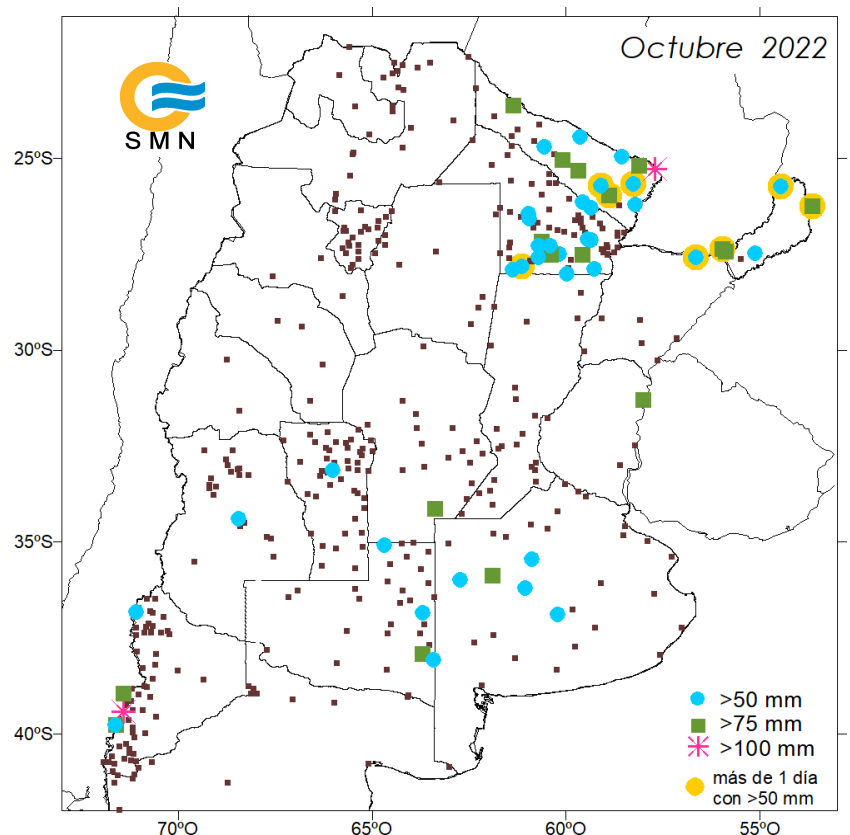 Octubre 2022
SMN
25ºS
30ºS
35ºS
40ºS
>50 mm
>75 mm
>100 mm
más de 1 día
con >50 mm
70ºO
65ºO
60ºO
55ºO